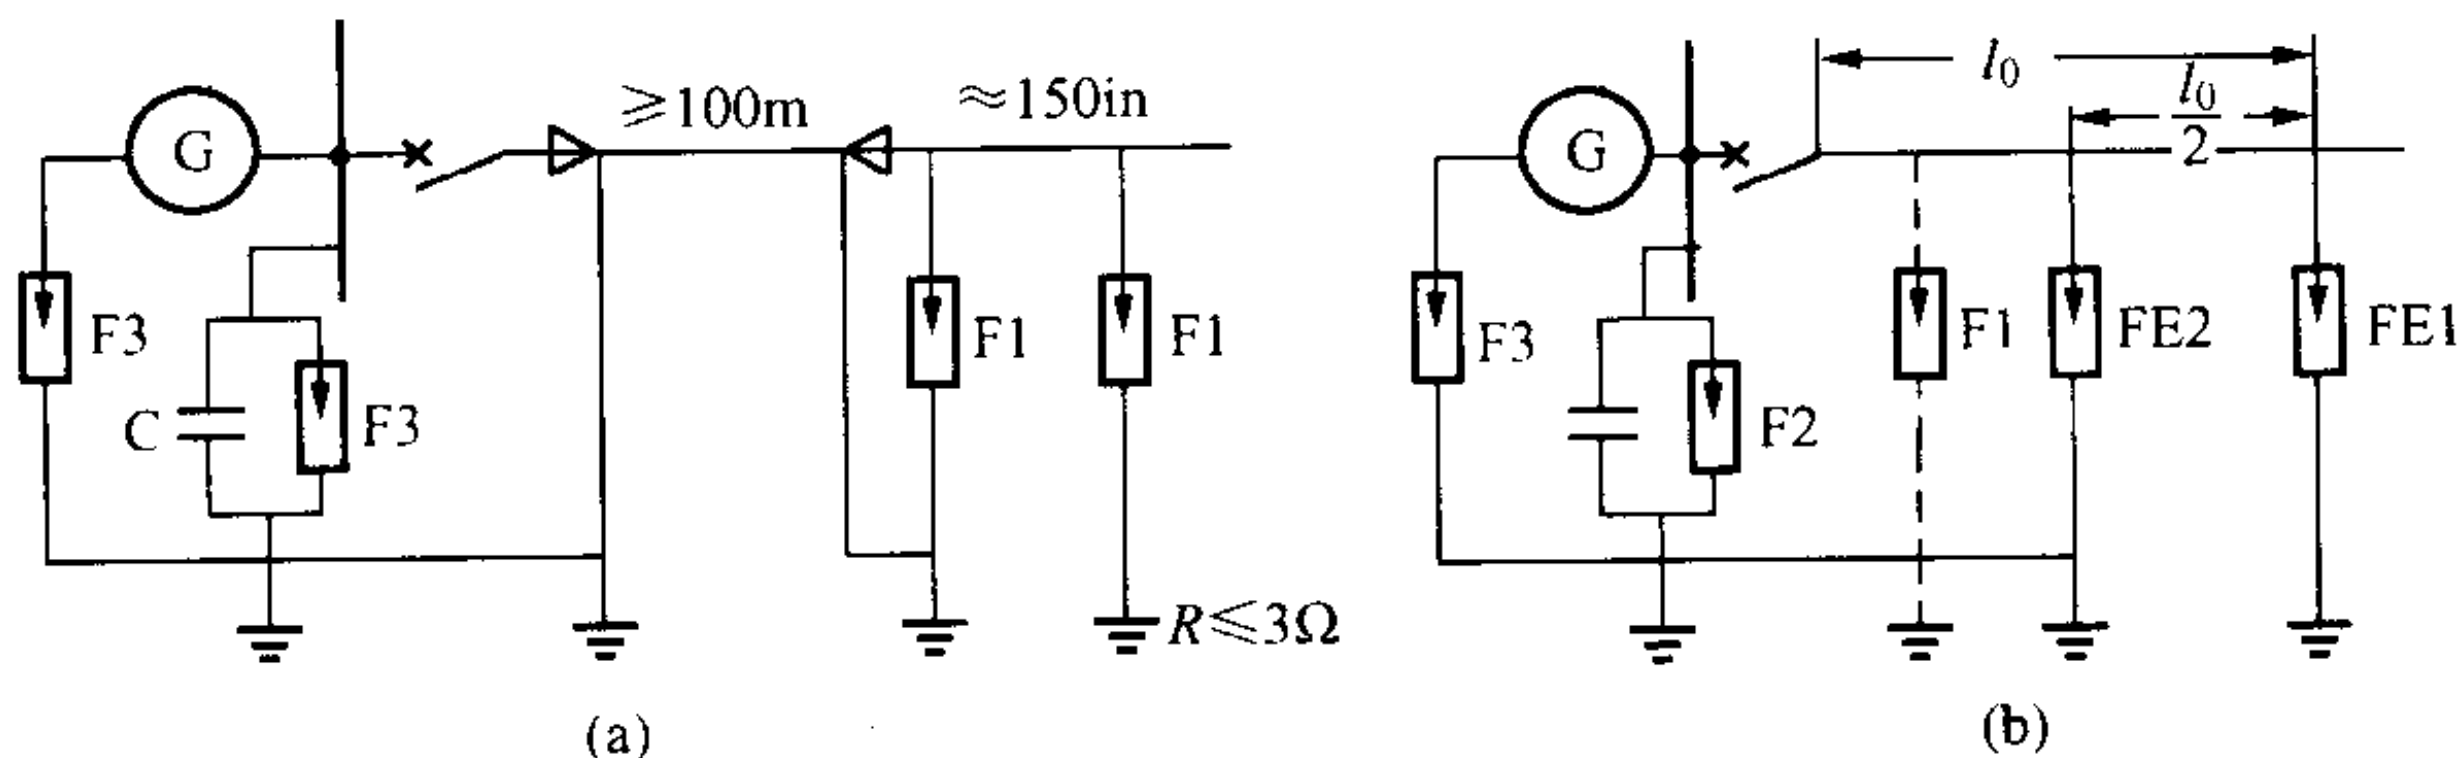 G
≥100m
≈150in
F3
C
F3
F1
F1
R≤3Ω
(a)
G
l₀
l₀
2
F3
F2
F1
FE2
FE1
(b)